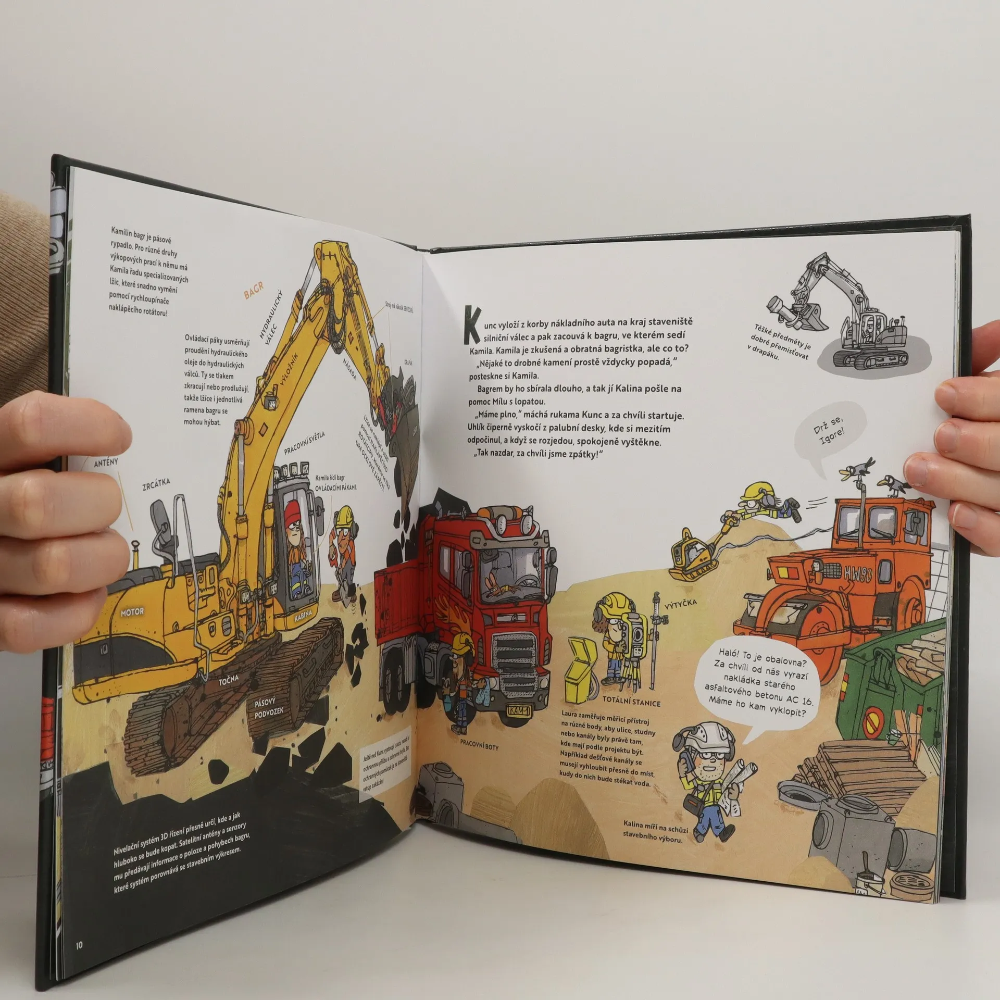 Kamilin bagr je pásové
rypadlo. Pro různé druhy
výkopových prací k němu má
Kamila řadu specializovaných
lžic, které snadno vymění
pomocí rychloupínače
naklápěcího rotátoru!
BAGR
HYDRAULICKÝ
VÁLEC
Stroj má několik SENZORŮ.
Ovládací páky usměrňují
proudění hydraulického
oleje do hydraulických
válců. Ty se tlakem
zkracují nebo prodlužují,
takže lžíce i jednotlivá
ramena bagru se
mohou hýbat.
VÝLOŽNÍK
NÁSADA
DRAPÁK
LŽÍCE
Lžíce se naklápí a otáčí
pomocí NAKLÁPĚCÍHO
ROTÁTORU, kterému se říká
také OCELOVÉ ZÁPĚSTÍ.
PRACOVNÍ SVĚTLA
ANTÉNY
ZRCÁTKA
Kamila řídí bagr
OVLÁDACÍMI PÁKAMI.
MOTOR
KABINA
TOČNA
PÁSOVÝ
PODVOZEK
Ještě než Kunc vystoupí z auta, nasadí si
ochrannou přilbu a ochranné brýle. Bez
ochranných pomůcek je na staveniště
vstup zakázán!
Nivelační systém 3D řízení přesně určí, kde a jak
hluboko se bude kopat. Satelitní antény a senzory
mu předávají informace o poloze a pohybech bagru,
které systém porovnává se stavebním výkresem.
10
Kunc vyloží z korby nákladního auta na kraj staveniště
silniční válec a pak zacouvá k bagru, ve kterém sedí
Kamila. Kamila je zkušená a obratná bagristka, ale co to?
„Nějaké to drobné kamení prostě vždycky popadá,“
posteskne si Kamila.
Bagrem by ho sbírala dlouho, a tak jí Kalina pošle na
pomoc Mílu s lopatou.
„Máme plno,“ máchá rukama Kunc a za chvíli startuje.
Uhlík čiperně vyskočí z palubní desky, kde si mezitím
odpočinul, a když se rozjedou, spokojeně vyštěkne.
„Tak nazdar, za chvíli jsme zpátky!“
Těžké předměty je
dobré přemisťovat
v drapáku.
Drž se,
Igore!
HW90
VÝTYČKA
KAM-1
TOTÁLNÍ STANICE
PRACOVNÍ BOTY
Laura zaměřuje měřicí přístroj
na různé body, aby ulice, studny
nebo kanály byly právě tam,
kde mají podle projektu být.
Například dešťové kanály se
musejí vyhloubit přesně do míst,
kudy do nich bude stékat voda.
Haló! To je obalovna?
Za chvíli od nás vyrazí
nakládka starého
asfaltového betonu AC 16.
Máme ho kam vyklopit?
Kalina míří na schůzi
stavebního výboru.